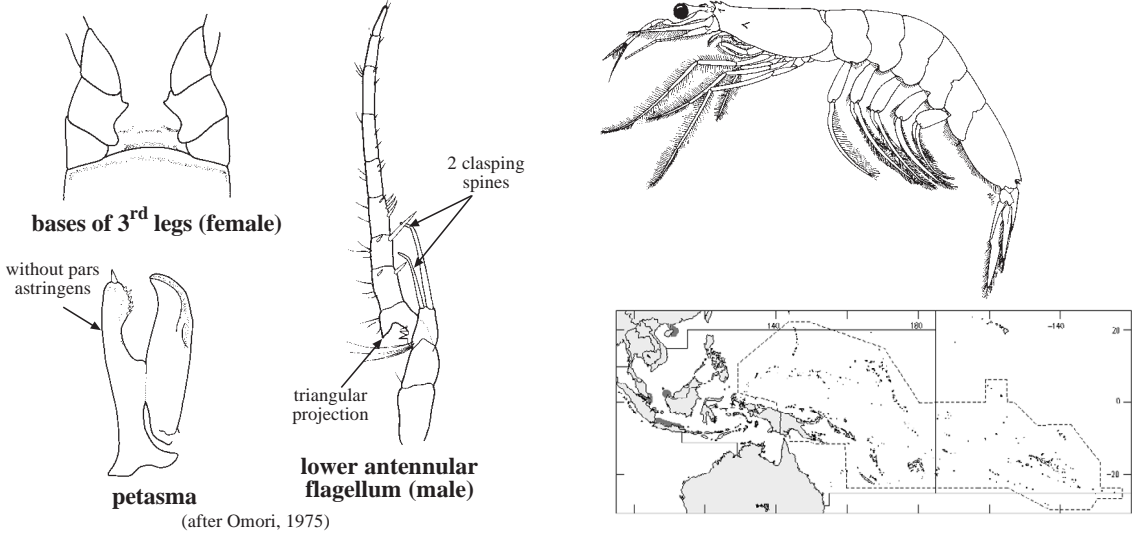 bases of 3rd legs (female)
without pars
astringens
petasma
(after Omori, 1975)
2 clasping
spines
triangular
projection
lower antennular
flagellum (male)
140
180
-140
20
0
-20